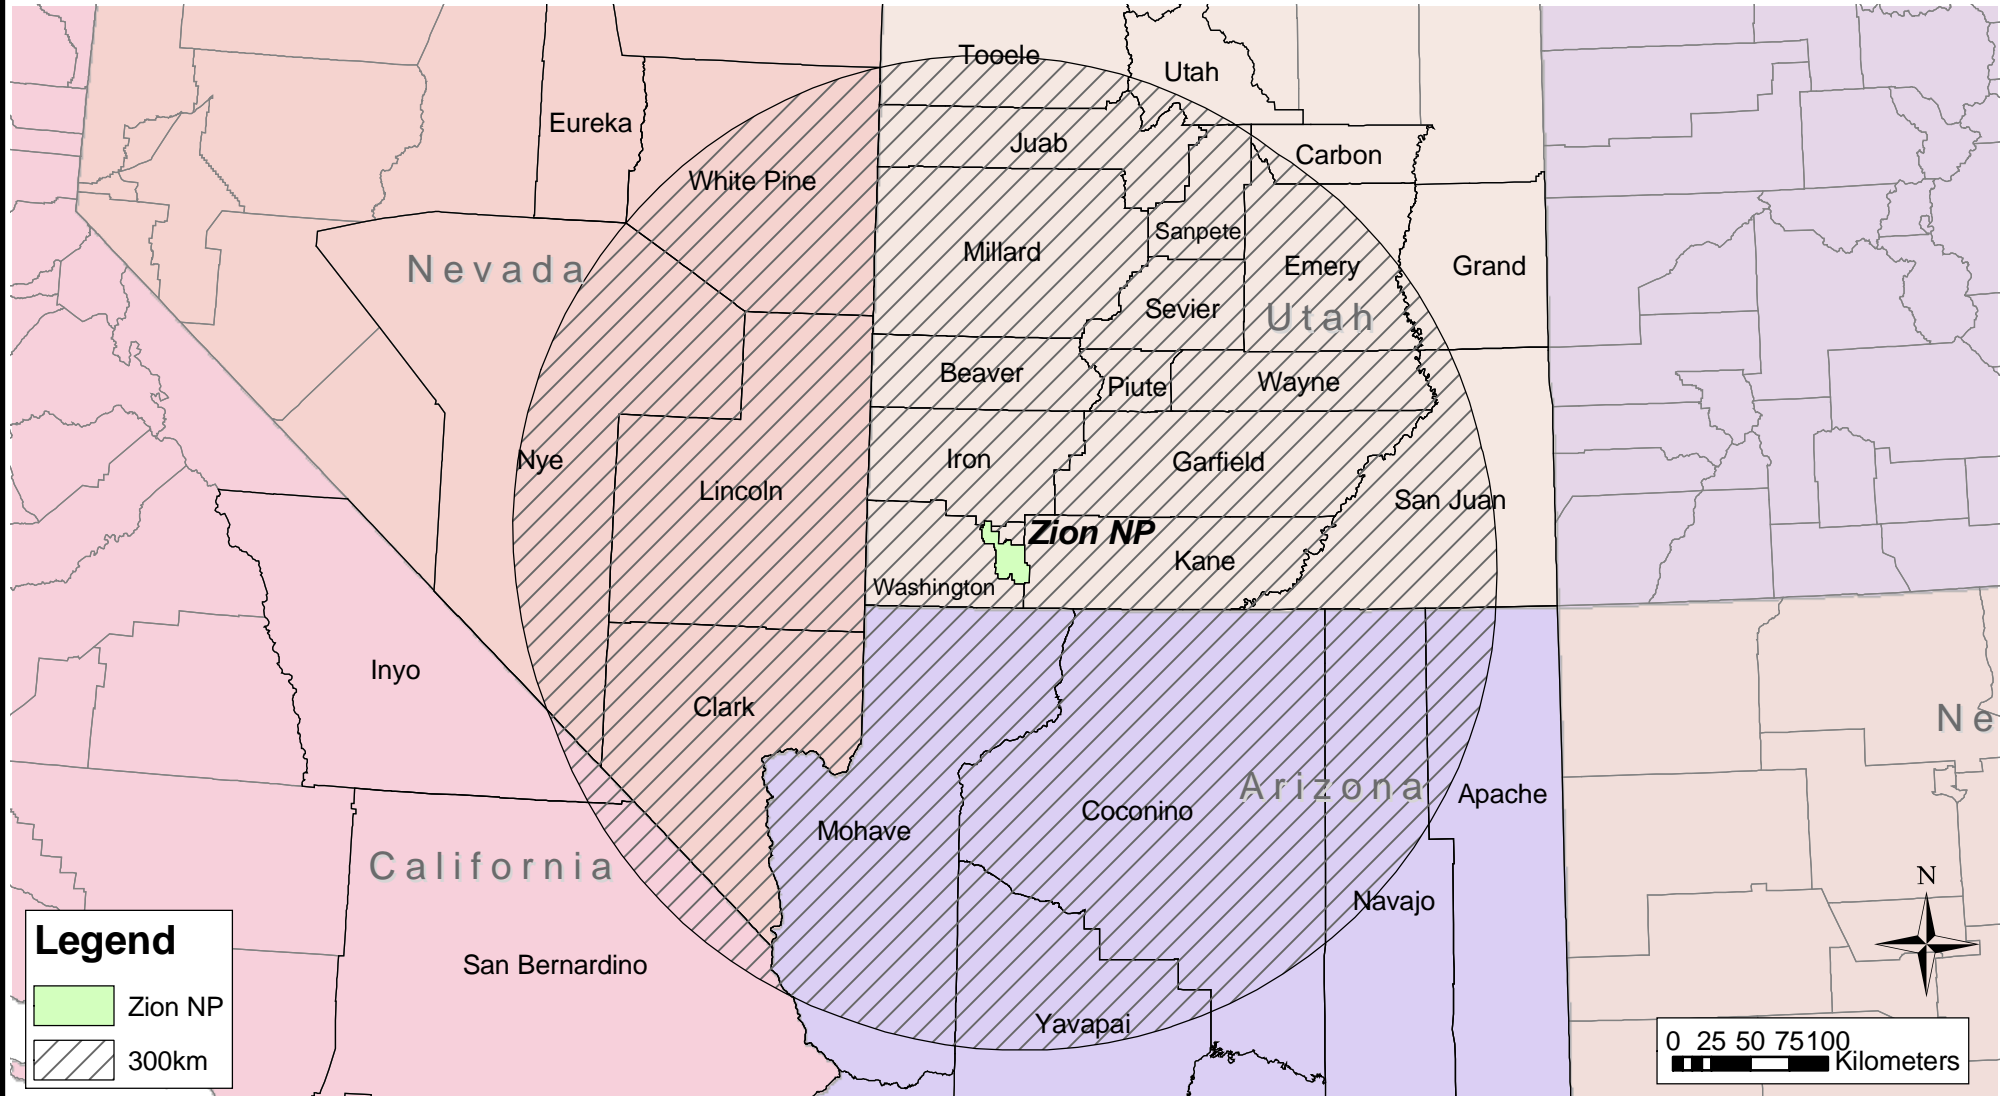 Tooele
Utah
Eureka
Juab
Carbon
White Pine
Sanpete
Millard
Emery
Grand
Nevada
Sevier
Utah
Beaver
Piute
Wayne
Nye
Iron
Garfield
Lincoln
San Juan
Zion NP
Kane
Washington
Inyo
Clark
Ne
Arizona
Apache
Coconino
Mohave
California
N
Navajo
Legend
San Bernardino
Zion NP
Yavapai
300km
0 25 50 75 100
Kilometers